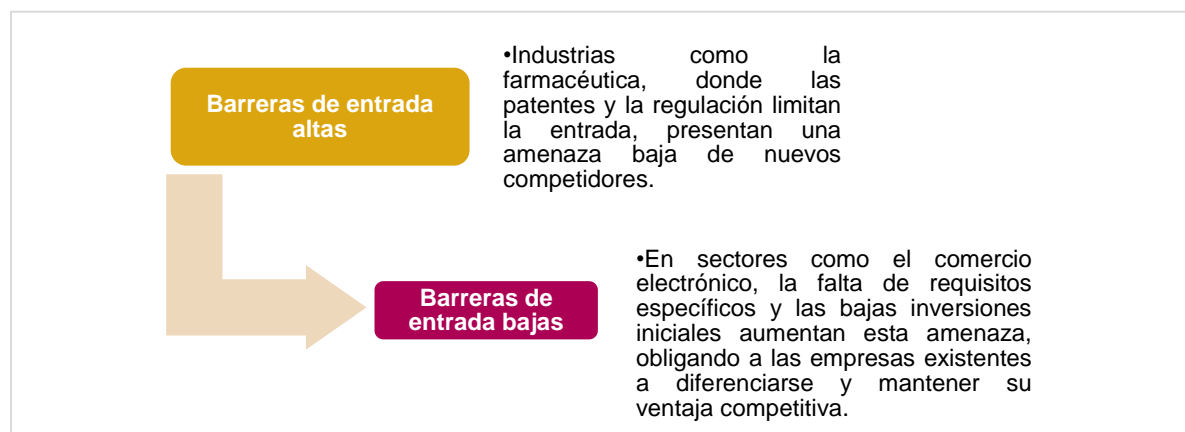 Barreras de entrada
altas
•Industrias como la
farmacéutica, donde las
patentes y la regulación limitan
la entrada, presentan una
amenaza baja de nuevos
competidores.
Barreras de
entrada bajas
•En sectores como el comercio
electrónico, la falta de requisitos
específicos y las bajas inversiones
iniciales aumentan esta amenaza,
obligando a las empresas existentes
a diferenciarse y mantener su
ventaja competitiva.